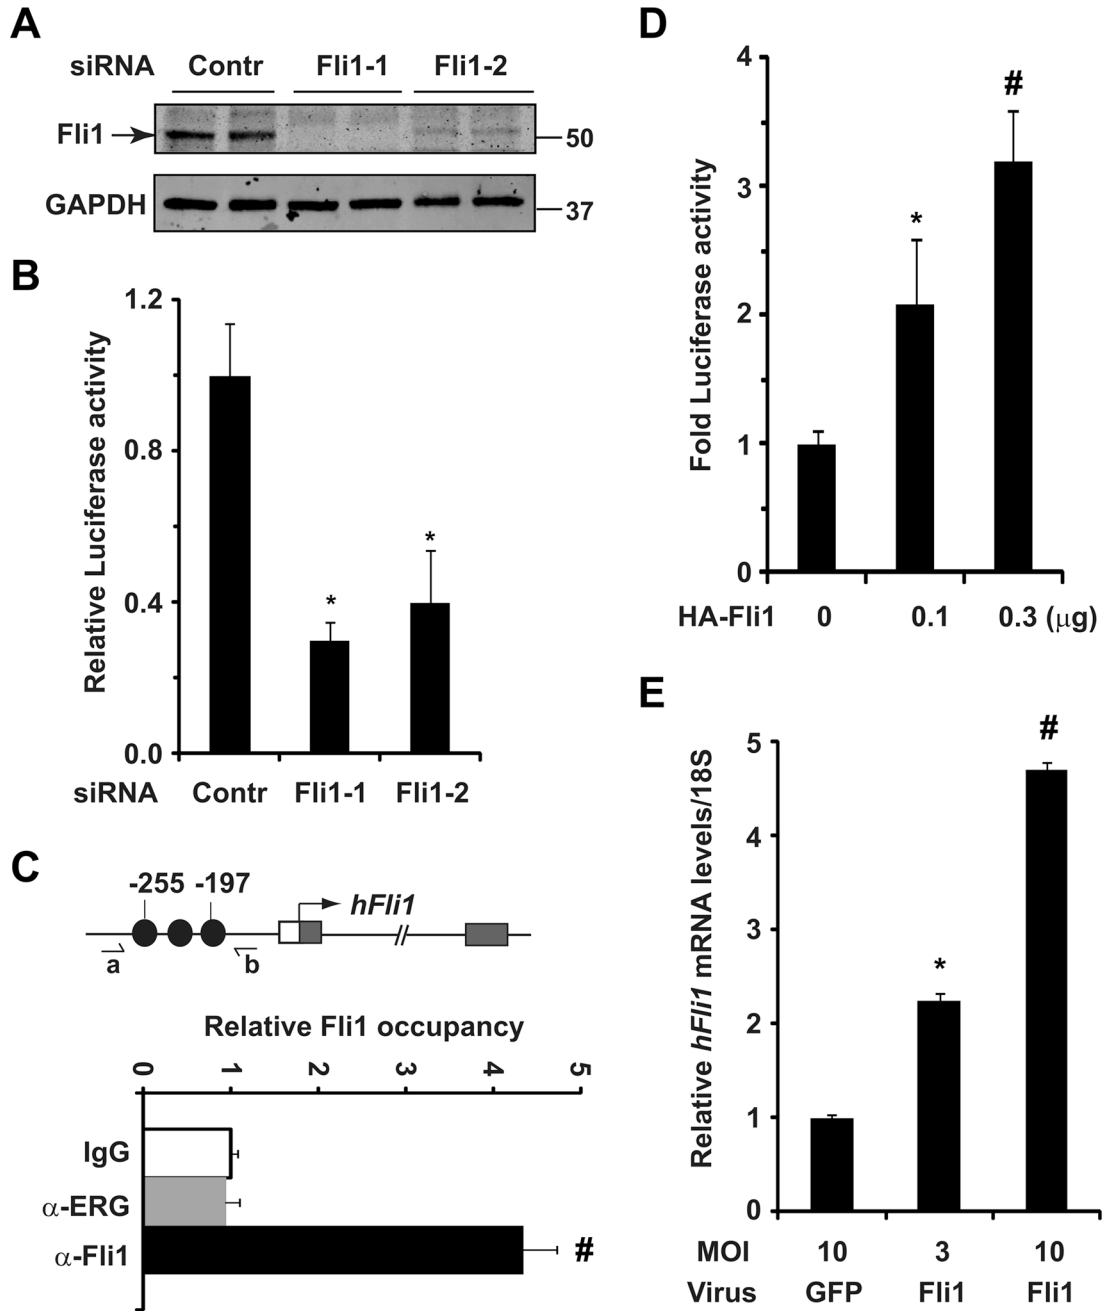 A
siRNA Contr Fli1-1 Fli1-2
Fli1
50
GAPDH
37
B
Relative Luciferase activity
1.2
0.8
0.4
0.0
*
*
siRNA Contr Fli1-1 Fli1-2
C
-255 -197
hFli1
a b
Relative Fli1 occupancy
0 1 2 3 4 5
IgG
α-ERG
α-Fli1
#
D
Fold Luciferase activity
4
3
2
1
0
*
#
HA-Fli1 0 0.1 0.3 (μg)
E
Relative hFli1 mRNA levels/18S
5
4
3
2
1
0
*
#
MOI 10 3 10
Virus GFP Fli1 Fli1